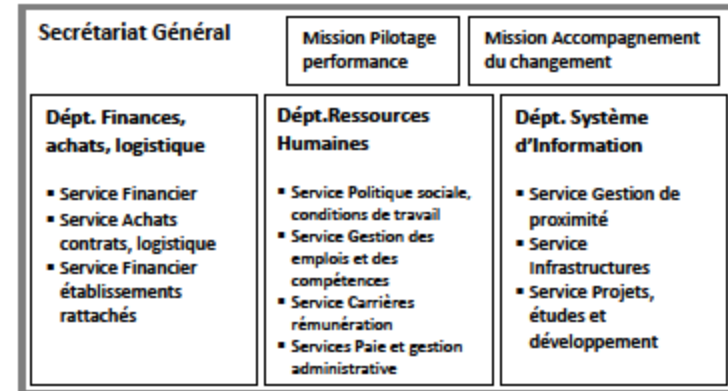 Secrétariat Général
Mission Pilotage
performance
Mission Accompagnement
du changement
Dépt. Finances,
achats, logistique
▪ Service Financier
▪ Service Achats
contrats, logistique
▪ Service Financier
établissements
rattachés
Dépt.Ressources
Humaines
▪ Service Politique sociale,
conditions de travail
▪ Service Gestion des
emplois et des
compétences
▪ Service Carrières
rémunération
▪ Services Paie et gestion
administrative
Dépt. Système
d'Information
▪ Service Gestion de
proximité
▪ Service
Infrastructures
▪ Service Projets,
études et
développement